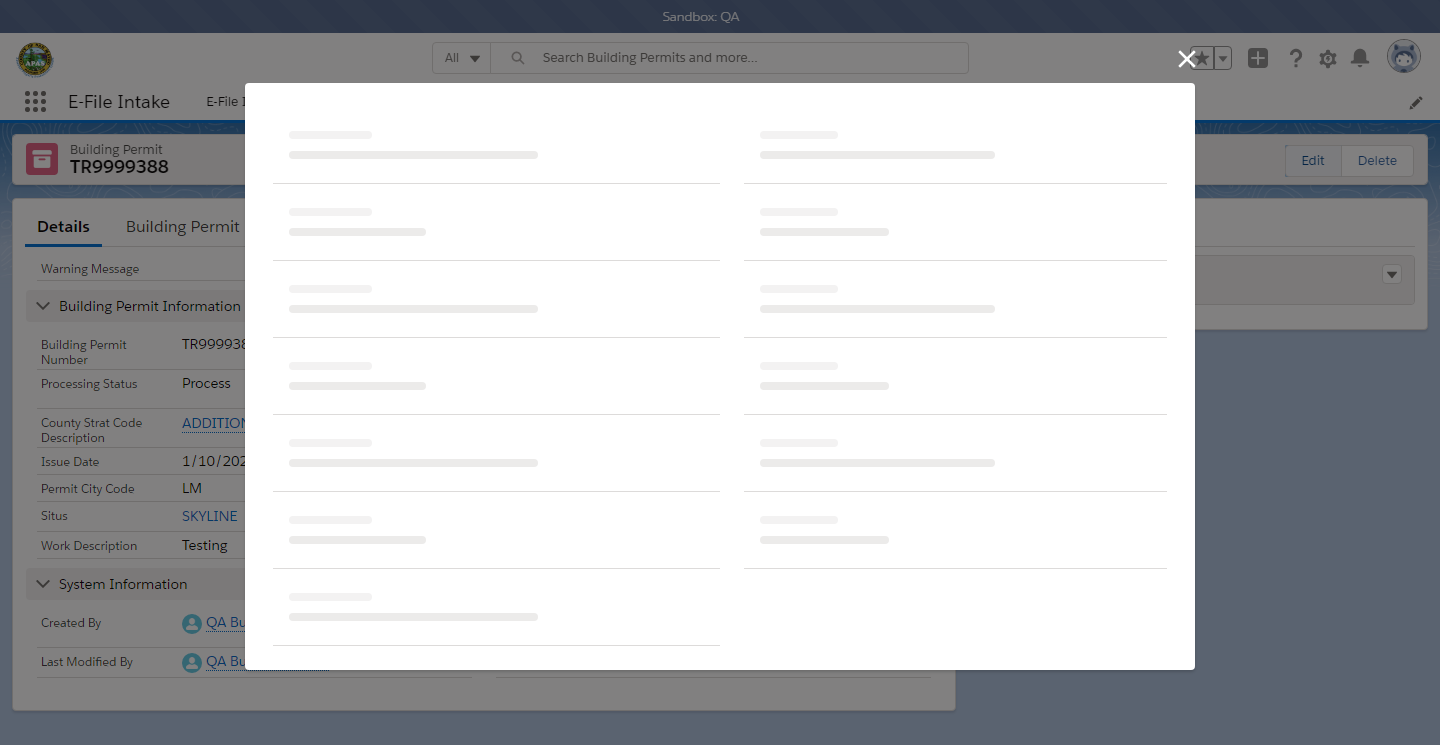 Sandbox: QA
All
Search Building Permits and more...
E-File Intake
E-File I
Building Permit
TR9999388
Edit
Delete
Details
Building Permit
Warning Message
Building Permit Information
Building Permit
Number
TR999938
Processing Status
Process
County Strat Code
Description
ADDITION
Issue Date
1/10/202
Permit City Code
LM
Situs
SKYLINE
Work Description
Testing
System Information
Created By
QA Bu
Last Modified By
QA Bu